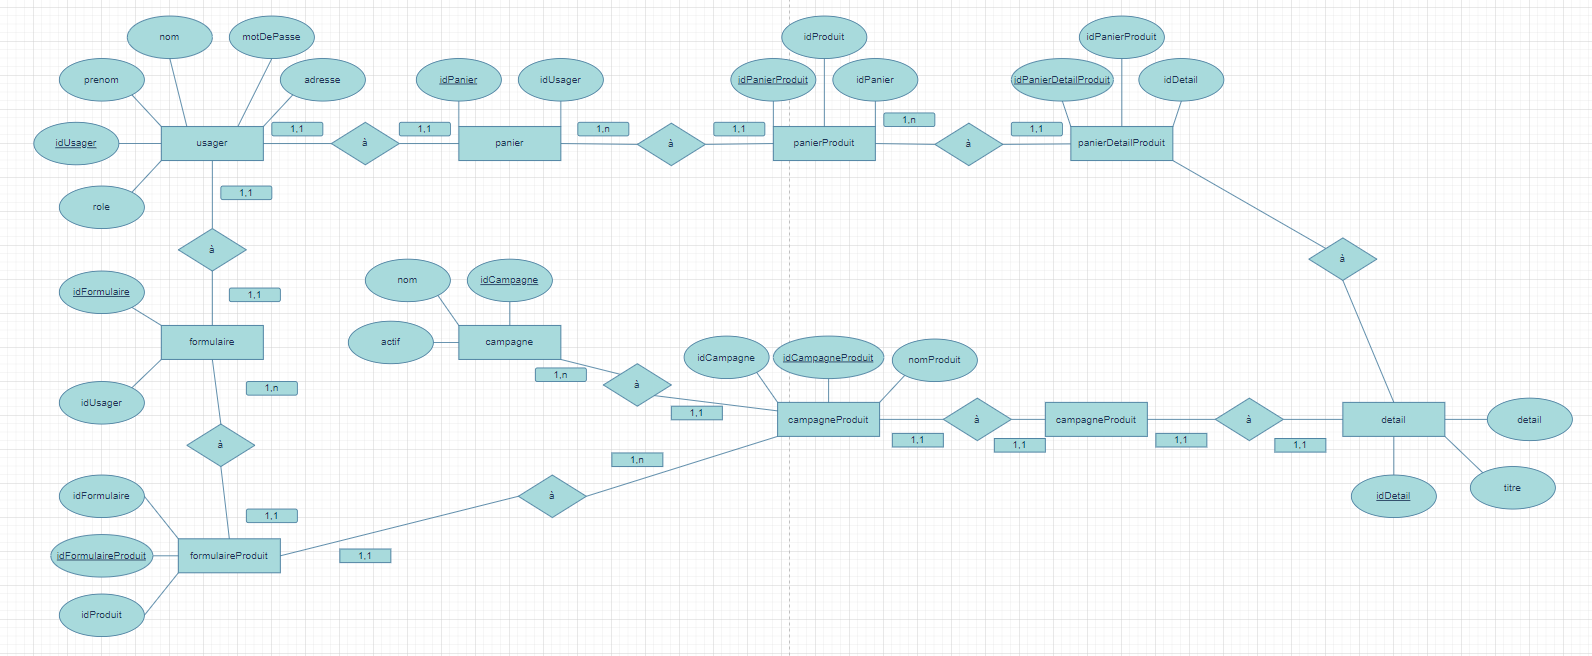 nom
motDePasse
idProduit
idPanierProduit
prenom
adresse
idPanier
idUsager
idPanierProduit
idPanier
idPanierDetailProduit
idDetail
1,1
1,1
1,n
1,1
1,n
1,1
idUsager
usager
à
panier
à
panierProduit
à
panierDetailProduit
1,1
role
à
à
idFormulaire
1,1
nom
idCampagne
formulaire
actif
campagne
idCampagne
idCampagneProduit
nomProduit
1,n
à
1,n
1,1
idUsager
campagneProduit
à
campagneProduit
à
detail
detail
1,1
1,1
1,1
1,1
à
1,n
idFormulaire
à
idDetail
titre
1,1
idFormulaireProduit
formulaireProduit
1,1
idProduit